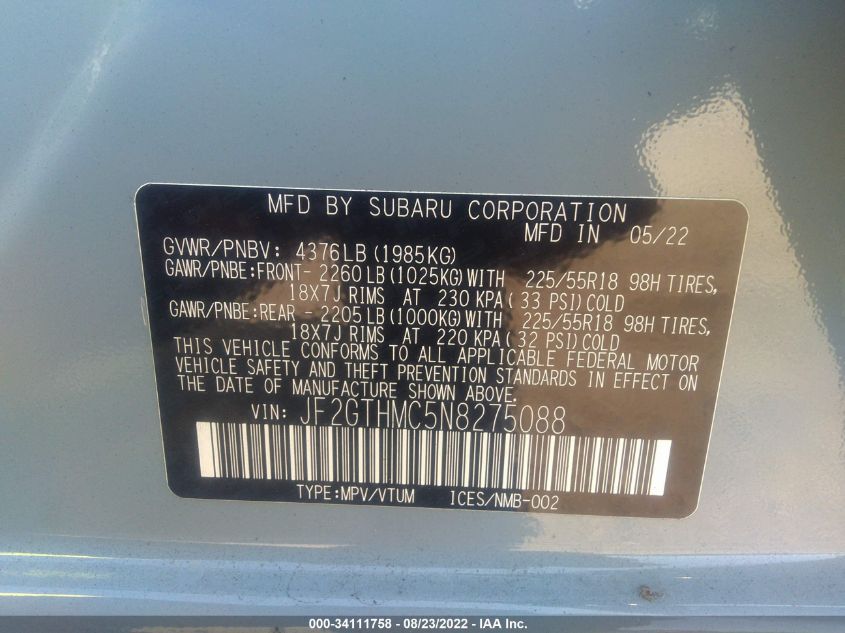 MFD BY SUBARU CORPORATION
MFD IN 05/22
GVWR/PNBV: 4376LB (1985KG)
GAWR/PNBE:FRONT- 2260 LB (1025KG) WITH 225/55R18 98H TIRES,
18X7J RIMS AT 230 KPA ( 33 PSI) COLD
GAWR/PNBE:REAR 2205 LB (1000KG) WITH 225/55R18 98H TIRES,
18X7J RIMS AT 220 KPA ( 32 PSI) COLD
THIS VEHICLE CONFORMS TO ALL APPLICABLE FEDERAL MOTOR
VEHICLE SAFETY AND THEFT PREVENTION STANDARDS IN EFFECT ON
THE DATE OF MANUFACTURE SHOWN ABOVE.
VIN: JF2GTHMC5N8275088
TYPE:MPV/VTUM ICES/NMB-002
000-34111758 - 08/23/2022 - IAA Inc.